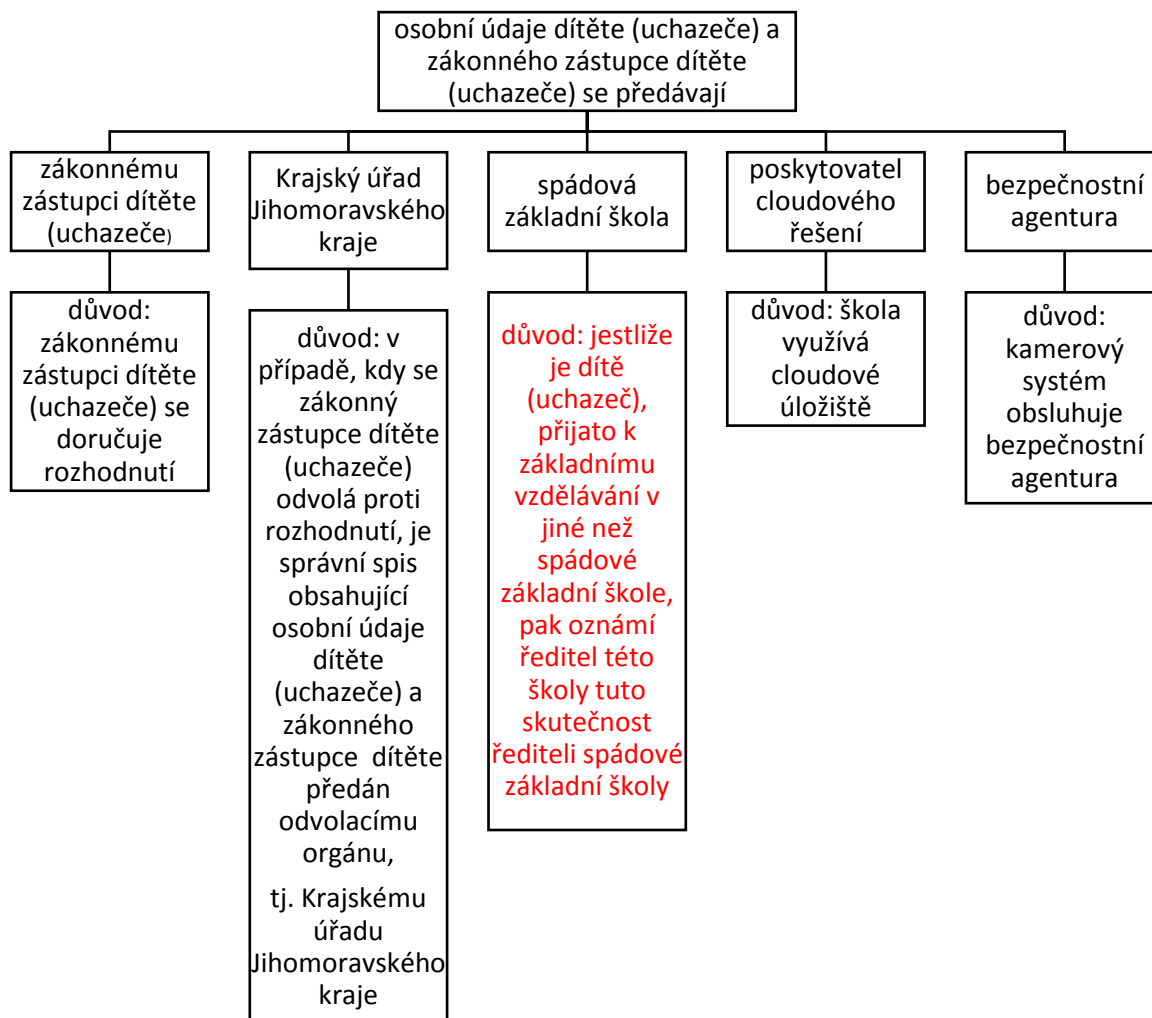 osobní údaje dítěte (uchazeče) a
zákonného zástupce dítěte
(uchazeče) se předávají
zákonnému
zástupci dítěte
(uchazeče)
důvod:
zákonnému
zástupci dítěte
(uchazeče) se
doručuje
rozhodnutí
Krajský úřad
Jihomoravského
kraje
důvod: v
případě, kdy se
zákonný
zástupce dítěte
(uchazeče)
odvolá proti
rozhodnutí, je
správní spis
obsahující
osobní údaje
dítěte
(uchazeče) a
zákonného
zástupce dítěte
předán
odvolacímu
orgánu,
tj. Krajskému
úřadu
Jihomoravského
kraje
spádová
základní škola
důvod: jestliže
je dítě
(uchazeč),
přijato k
základnímu
vzdělávání v
jiné než
spádové
základní škole,
pak oznámí
ředitel této
školy tuto
skutečnost
řediteli spádové
základní školy
poskytovatel
cloudového
řešení
důvod: škola
využívá
cloudové
úložiště
bezpečnostní
agentura
důvod:
kamerový
systém
obsluhuje
bezpečnostní
agentura